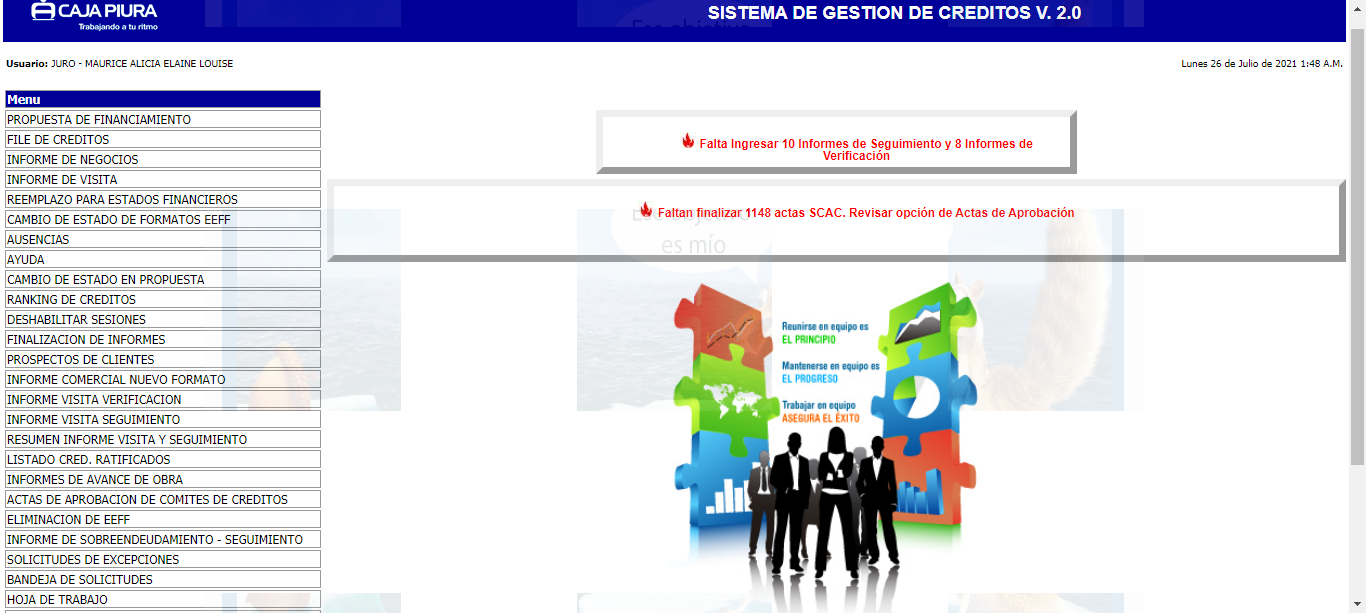 CAJA PIURA
Trabajando a tu ritmo
SISTEMA DE GESTION DE CREDITOS V. 2.0
Usuario: JURO - MAURICE ALICIA ELAINE LOUISE
Lunes 26 de Julio de 2021 1:48 A.M.
Menu
PROPUESTA DE FINANCIAMIENTO
FILE DE CREDITOS
INFORME DE NEGOCIOS
INFORME DE VISITA
REEMPLAZO PARA ESTADOS FINANCIEROS
CAMBIO DE ESTADO DE FORMATOS EEFF
AUSENCIAS
AYUDA
CAMBIO DE ESTADO EN PROPUESTA
RANKING DE CREDITOS
DESHABILITAR SESIONES
FINALIZACION DE INFORMES
PROSPECTOS DE CLIENTES
INFORME COMERCIAL NUEVO FORMATO
INFORME VISITA VERIFICACION
INFORME VISITA SEGUIMIENTO
RESUMEN INFORME VISITA Y SEGUIMIENTO
LISTADO CRED. RATIFICADOS
INFORMES DE AVANCE DE OBRA
ACTAS DE APROBACION DE COMITES DE CREDITOS
ELIMINACION DE EEFF
INFORME DE SOBREENDEUDAMIENTO - SEGUIMIENTO
SOLICITUDES DE EXCEPCIONES
BANDEJA DE SOLICITUDES
HOJA DE TRABAJO
Falta Ingresar 10 Informes de Seguimiento y 8 Informes de
Verificación
Faltan finalizar 1148 actas SCAC. Revisar opción de Actas de Aprobación
es mío
Reunirse en equipo es
EL PRINCIPIO
Mantenerse en equipo es
EL PROGRESO
Trabajar en equipo
ASEGURA EL ÉXITO